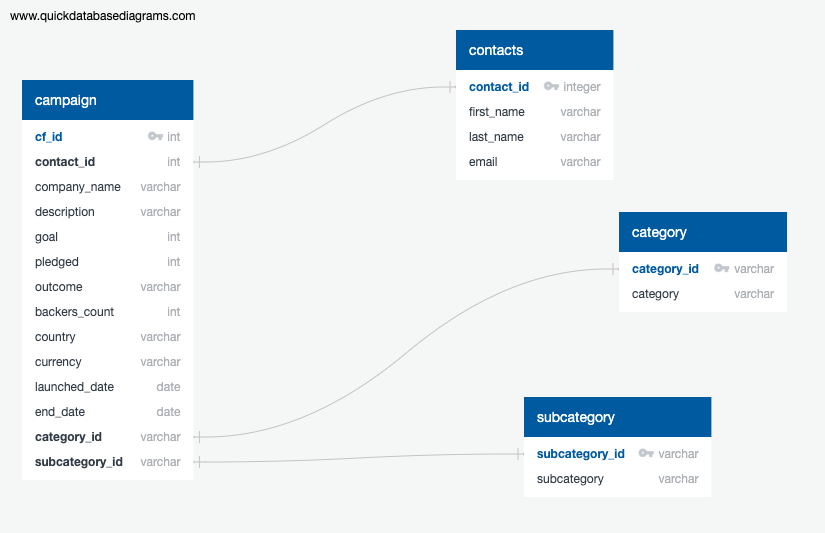 www.quickdatabasediagrams.com
campaign
cf_id int
contact_id int
company_name varchar
description varchar
goal int
pledged int
outcome varchar
backers_count int
country varchar
currency varchar
launched_date date
end_date date
category_id varchar
subcategory_id varchar
contacts
contact_id integer
first_name varchar
last_name varchar
email varchar
category
category_id varchar
category varchar
subcategory
subcategory_id varchar
subcategory varchar